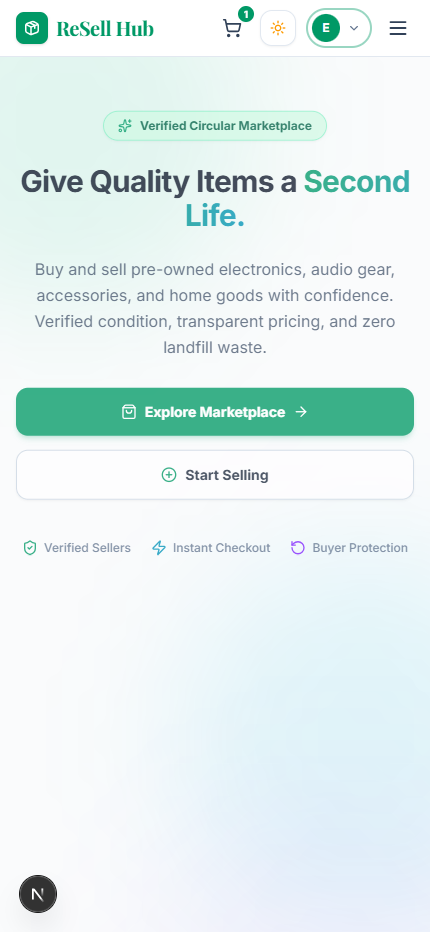 ReSell Hub
1
E
Verified Circular Marketplace
Give Quality Items a Second
Life.
Buy and sell pre-owned electronics, audio gear,
accessories, and home goods with confidence.
Verified condition, transparent pricing, and zero
landfill waste.
Explore Marketplace
Start Selling
Verified Sellers Instant Checkout Buyer Protection
N